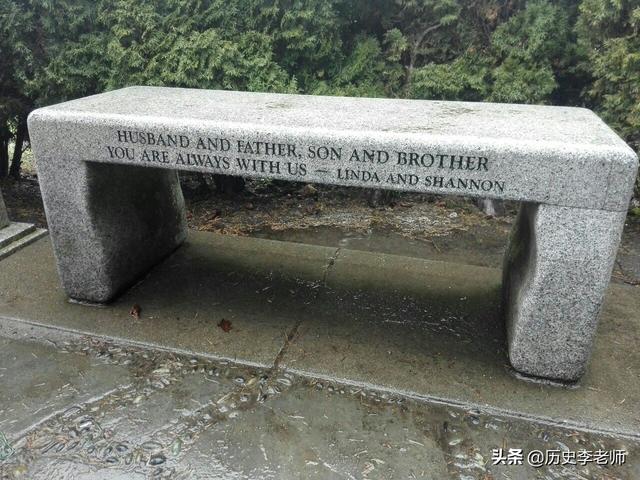 HUSBAND AND FATHER, SON AND BROTHER
YOU ARE ALWAYS WITH US — LINDA AND SHANNON
头条 @历史李老师